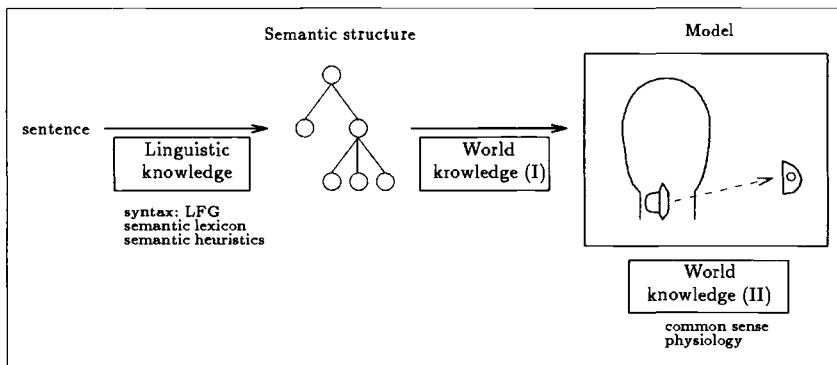 Semantic structure
Model
sentence
Linguistic
knowledge
World
krowledge (I)
syntax: LFG
semantic lexicon
semantic heuristics
World
knowledge (II)
common sense
physiology